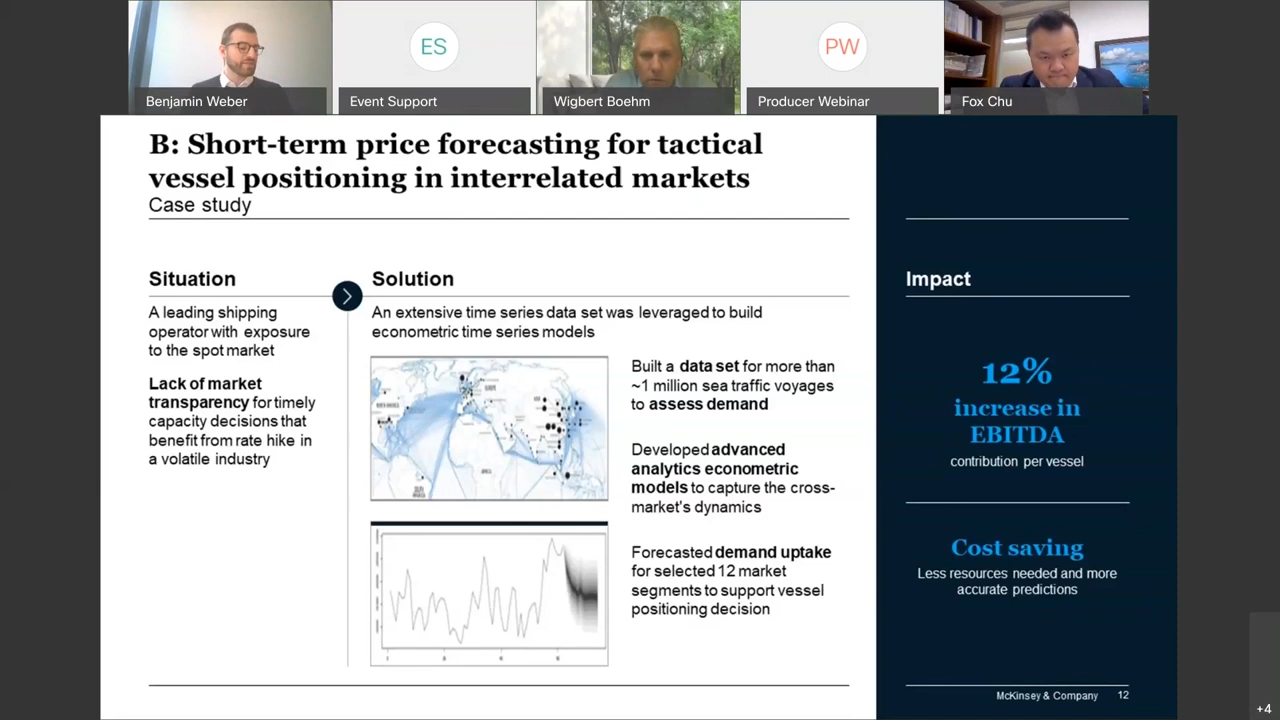 ES
PW
Benjamin Weber
Event Support
Wigbert Boehm
Producer Webinar
Fox Chu
B: Short-term price forecasting for tactical
vessel positioning in interrelated markets
Case study
Situation
A leading shipping
operator with exposure
to the spot market
Lack of market
transparency for timely
capacity decisions that
benefit from rate hike in
a volatile industry
Solution
An extensive time series data set was leveraged to build
econometric time series models
EUROPE
AFRICA
Built a data set for more than
~1 million sea traffic voyages
to assess demand
Developed advanced
analytics econometric
models to capture the cross-
market's dynamics
Forecasted demand uptake
for selected 12 market
segments to support vessel
positioning decision
Impact
12%
increase in
EBITDA
contribution per vessel
Cost saving
Less resources needed and more
accurate predictions
McKinsey & Company 12
+4